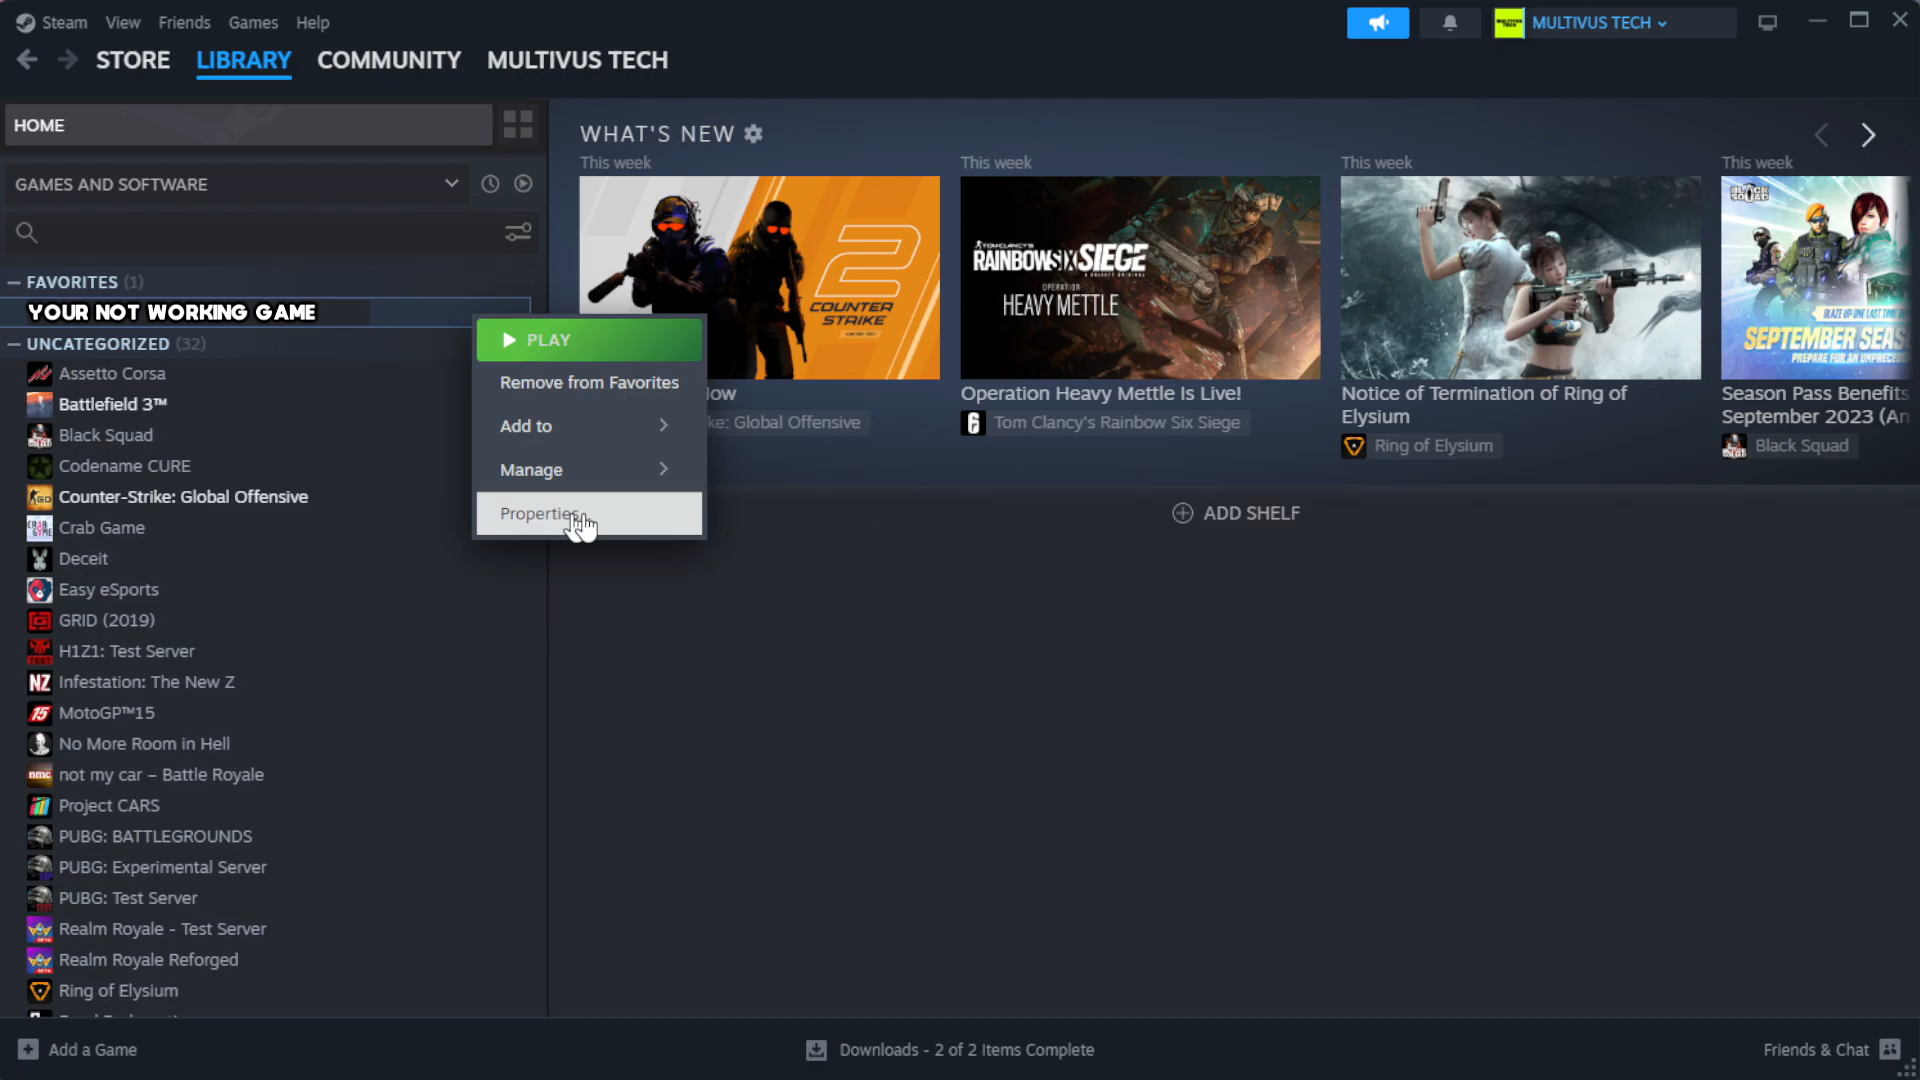 Steam View Friends Games Help
MULTIVUS TECH
STORE LIBRARY COMMUNITY MULTIVUS TECH
HOME
GAMES AND SOFTWARE
FAVORITES (1)
YOUR NOT WORKING GAME
UNCATEGORIZED (32)
Assetto Corsa
Battlefield 3™
Black Squad
Codename CURE
Counter-Strike: Global Offensive
Crab Game
Deceit
Easy eSports
GRID (2019)
H1Z1: Test Server
Infestation: The New Z
MotoGP™15
No More Room in Hell
not my car – Battle Royale
Project CARS
PUBG: BATTLEGROUNDS
PUBG: Experimental Server
PUBG: Test Server
Realm Royale - Test Server
Realm Royale Reforged
Ring of Elysium
PLAY
Remove from Favorites
Add to
Manage
Properties
WHAT'S NEW
This week
2
COUNTER
STRIKE
ke: Global Offensive
This week
TOM CLANCY'S
RAINBOW SIX SIEGE
OPERATION
HEAVY METTLE
Operation Heavy Mettle Is Live!
Tom Clancy's Rainbow Six Siege
This week
Notice of Termination of Ring of
Elysium
Ring of Elysium
This week
BLACK
SQUAD
BLAZE UP ONE LAST TIME
SEPTEMBER SEAS
PREPARE FOR AN UNPRECED
Season Pass Benefits
September 2023 (An
Black Squad
ADD SHELF
Add a Game
Downloads - 2 of 2 Items Complete
Friends & Chat